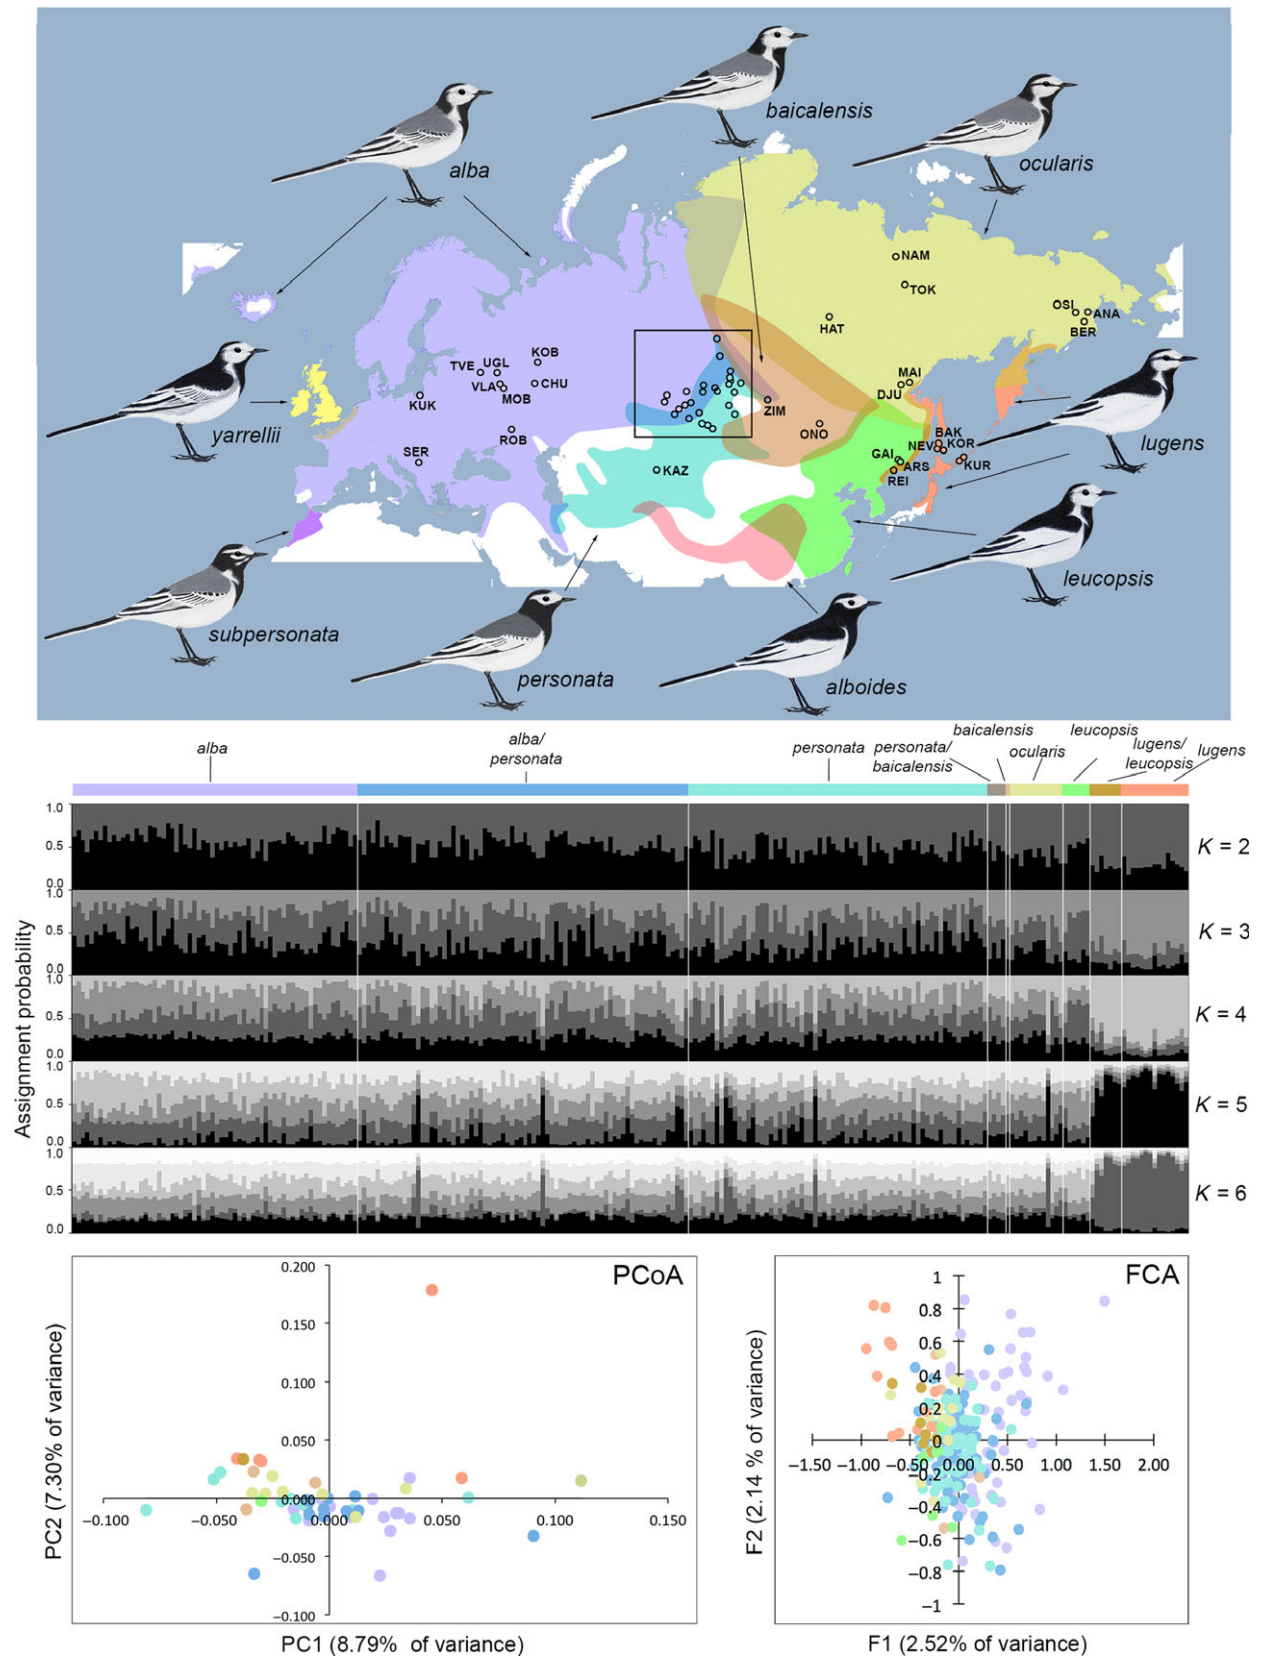 baicalensis
alba
ocularis
NAM
TOK
OSI ANA
BER
HAT
KOB
TVE UGL
VLA CHU
MOB
KUK
MAI
DJU
ZIM
yarrellii
ROB
ONO
BAK
NEV KOR
lugens
SER
GAI
ARS KUR
KAZ
REI
leucopsis
subpersonata
personata
alboides
alba
alba/
personata
personata
personata/
baicalensis
baicalensis
ocularis
leucopsis
lugens/
leucopsis
lugens
Assignment probability
1.0
0.5
0.0
K = 2
1.0
0.5
0.0
K = 3
1.0
0.5
0.0
K = 4
1.0
0.5
0.0
K = 5
1.0
0.5
0.0
K = 6
PCoA
PC2 (7.30% of variance)
0.200
0.150
0.100
0.050
0.000
−0.050
−0.100
−0.100 −0.050 0.000 0.050 0.100 0.150
PC1 (8.79% of variance)
FCA
F2 (2.14 % of variance)
1
0.8
0.6
0.4
0.2
0
−0.2
−0.4
−0.6
−0.8
−1
−1.50 −1.00 −0.50 0.00 0.50 1.00 1.50 2.00
F1 (2.52% of variance)